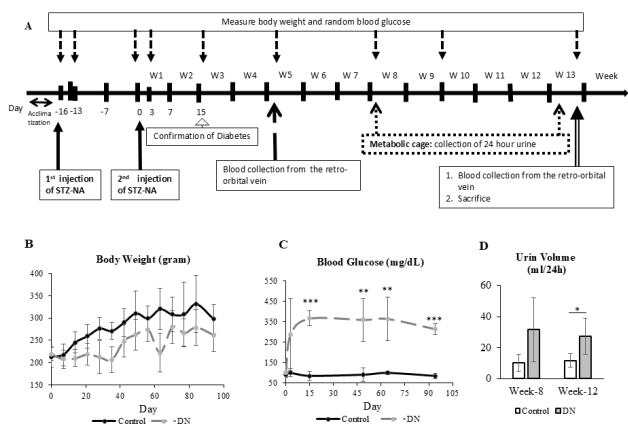 Measure body weight and random blood glucose
A
W1 W2 W3 W4 W5 W 6 W 7 W 8 W 9 W 10 W 11 W 12 W 13 Week
Day
Acclima
tization
-16 -13 -7 0 3 7 15
Confirmation of Diabetes
1st injection
of STZ-NA
2nd injection
of STZ-NA
Blood collection from the retro-
orbital vein
Metabolic cage: collection of 24 hour urine
1. Blood collection from the retro-orbital
vein
2. Sacrifice
B
Body Weight (gram)
400
350
300
250
200
150
0 20 40 60 80 100
Day
Control - DN
C
Blood Glucose (mg/dL)
550
450
350
250
150
50
*** ** ** ***
0 15 30 45 60 75 90 105
Day
Control - DN
D
Urin Volume
(ml/24h)
60
50
40
30
20
10
0
*
Week-8 Week-12
Control DN